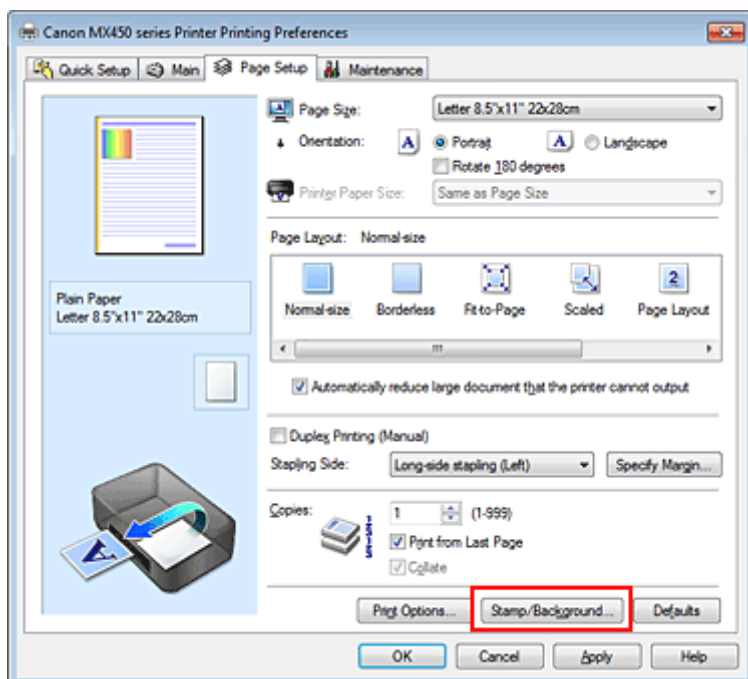 Canon MX450 series Printer Printing Preferences
Quick Setup Main Page Setup Maintenance
Page Size: Letter 8.5"x11" 22x28cm
Orientation: A Portrait A Landscape
Rotate 180 degrees
Printer Paper Size: Same as Page Size
Page Layout: Normal-size
2
Normal-size Borderless Fit-to-Page Scaled Page Layout
Plain Paper
Letter 8.5"x11" 22x28cm
Automatically reduce large document that the printer cannot output
Duplex Printing (Manual)
Stapling Side: Long-side stapling (Left) Specify Margin...
Copies: 1 (1-999)
Print from Last Page
Collate
A
Print Options... Stamp/Background... Defaults
OK Cancel Apply Help